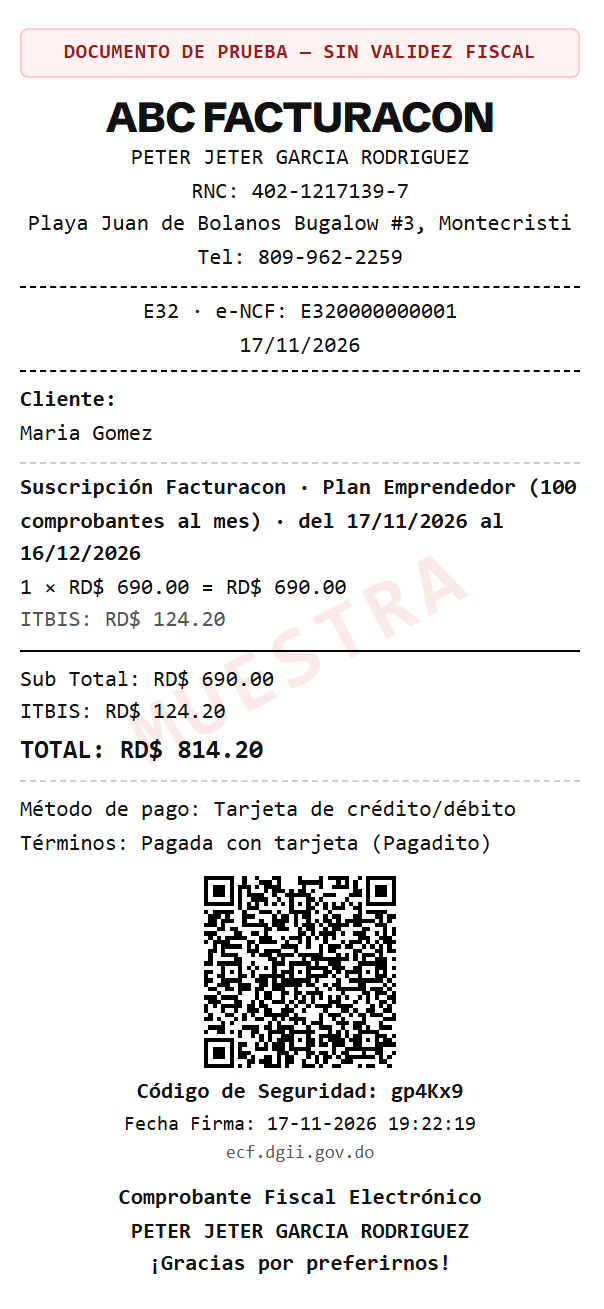 DOCUMENTO DE PRUEBA — SIN VALIDEZ FISCAL
ABC FACTURACON
PETER JETER GARCIA RODRIGUEZ
RNC: 402-1217139-7
Playa Juan de Bolanos Bugalow #3, Montecristi
Tel: 809-962-2259
E32 · e-NCF: E320000000001
17/11/2026
Cliente:
Maria Gomez
Suscripción Facturacon · Plan Emprendedor (100
comprobantes al mes) · del 17/11/2026 al
16/12/2026
1 × RD$ 690.00 = RD$ 690.00
ITBIS: RD$ 124.20
MUESTRA
Sub Total: RD$ 690.00
ITBIS: RD$ 124.20
TOTAL: RD$ 814.20
Método de pago: Tarjeta de crédito/débito
Términos: Pagada con tarjeta (Pagadito)
Código de Seguridad: gp4Kx9
Fecha Firma: 17-11-2026 19:22:19
ecf.dgii.gov.do
Comprobante Fiscal Electrónico
PETER JETER GARCIA RODRIGUEZ
¡Gracias por preferirnos!